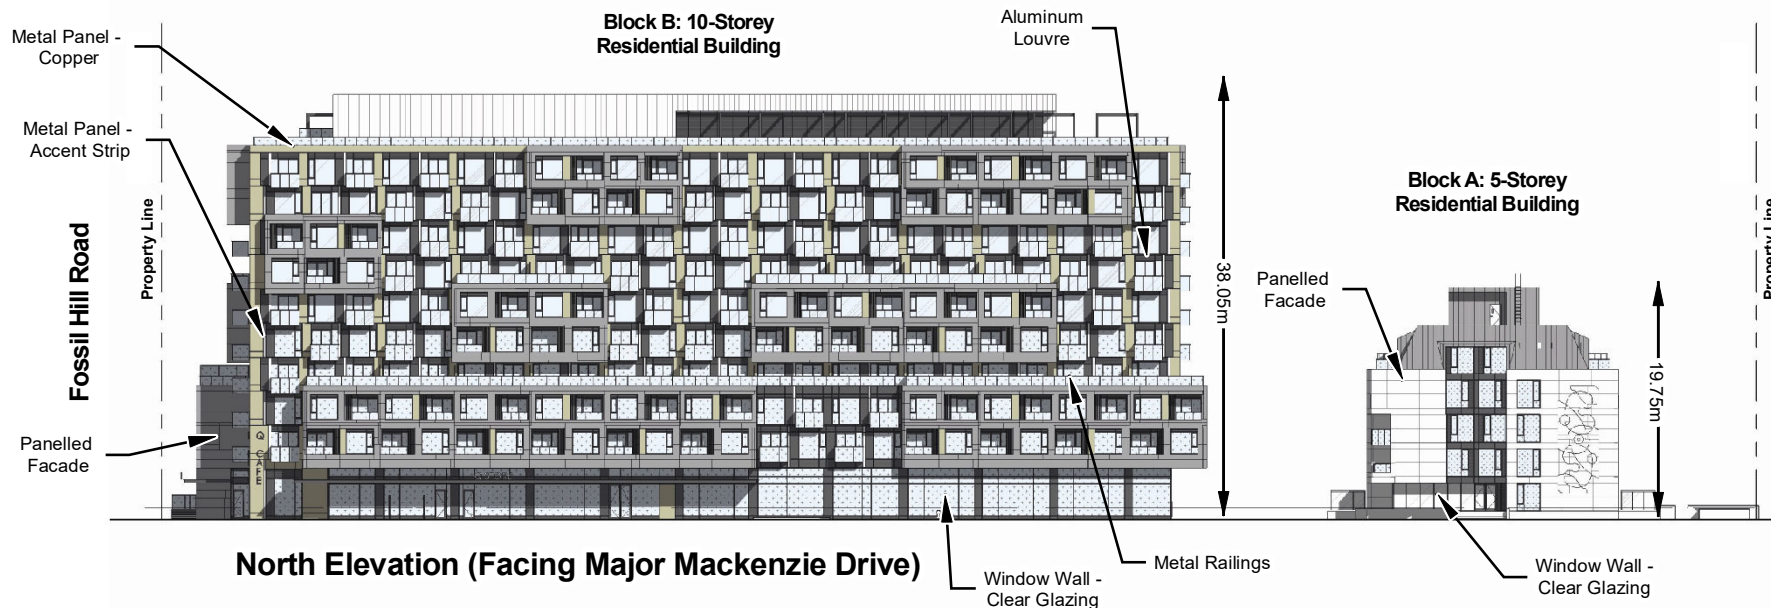 Block B: 10-Storey
Residential Building
Aluminum
Louvre
Metal Panel -
Copper
Metal Panel -
Accent Strip
Property Line
Fossil Hill Road
Panelled
Facade
Q CAFE
38.05m
Block A: 5-Storey
Residential Building
Panelled
Facade
19.75m
Property Line
North Elevation (Facing Major Mackenzie Drive)
Window Wall -
Clear Glazing
Metal Railings
Window Wall -
Clear Glazing